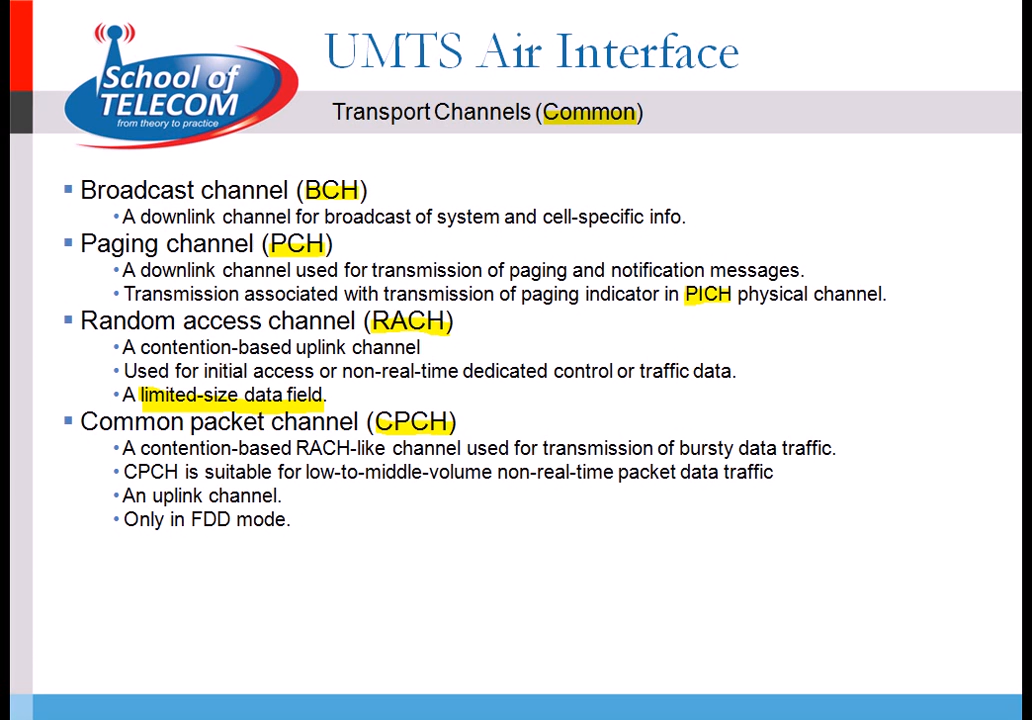 School of
TELECOM
from theory to practice
UMTS Air Interface
Transport Channels (Common)
▪ Broadcast channel (BCH)
• A downlink channel for broadcast of system and cell-specific info.
▪ Paging channel (PCH)
• A downlink channel used for transmission of paging and notification messages.
• Transmission associated with transmission of paging indicator in PICH physical channel.
▪ Random access channel (RACH)
• A contention-based uplink channel
• Used for initial access or non-real-time dedicated control or traffic data.
• A limited-size data field.
▪ Common packet channel (CPCH)
• A contention-based RACH-like channel used for transmission of bursty data traffic.
• CPCH is suitable for low-to-middle-volume non-real-time packet data traffic
• An uplink channel.
• Only in FDD mode.